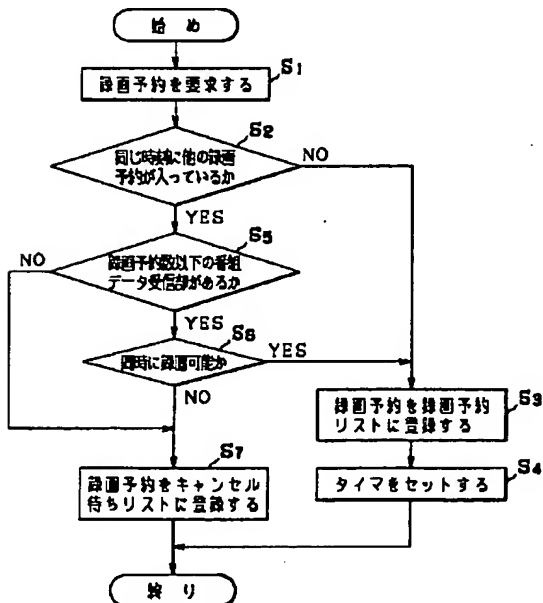 始め
録画予約を要求する
S1
S2
同じ時刻に他の録画
予約が入っているか
NO
YES
S5
録画予約数以下の番組
データ受信部があるか
NO
YES
S6
同時に録画可能か
YES
NO
録画予約を録画予約
リストに登録する
S3
S7
録画予約をキャンセル
待ちリストに登録する
タイマをセットする
S4
終り